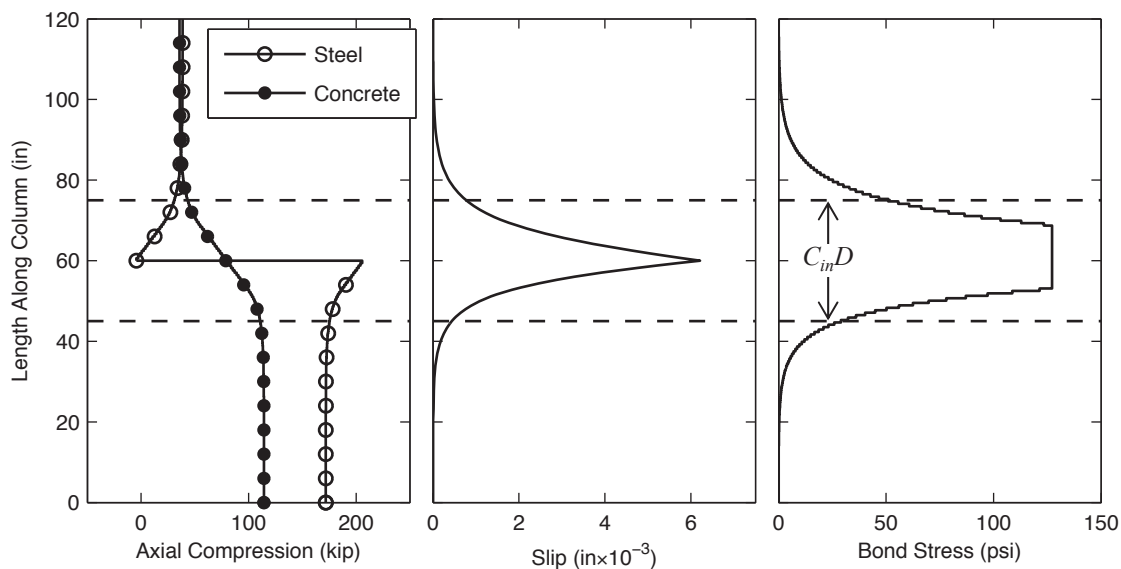 120
100
80
60
40
20
0
Length Along Column (in)
0
100
200
Axial Compression (kip)
Steel
Concrete
0
2
4
6
Slip (in×10⁻³)
C_in D
0
50
100
150
Bond Stress (psi)